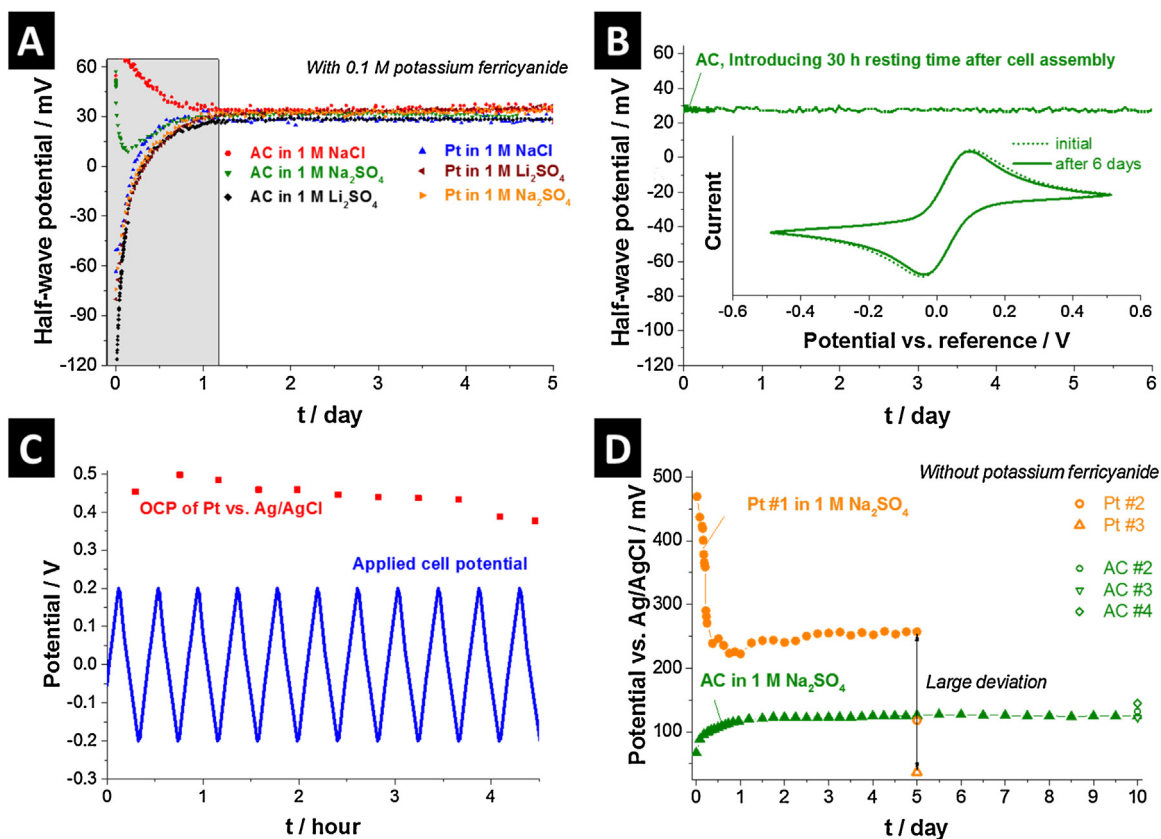 A
With 0.1 M potassium ferricyanide
Half-wave potential / mV
60
30
0
-30
-60
-90
-120
AC in 1 M NaCl
AC in 1 M Na₂SO₄
AC in 1 M Li₂SO₄
Pt in 1 M NaCl
Pt in 1 M Li₂SO₄
Pt in 1 M Na₂SO₄
0 1 2 3 4 5
t / day
B
AC, Introducing 30 h resting time after cell assembly
Half-wave potential / mV
60
40
20
0
-20
-40
-60
-80
-100
-120
initial
after 6 days
Current
-0.6 -0.4 -0.2 0.0 0.2 0.4 0.6
Potential vs. reference / V
0 1 2 3 4 5 6
t / day
C
Potential / V
0.5
0.4
0.3
0.2
0.1
0.0
-0.1
-0.2
-0.3
OCP of Pt vs. Ag/AgCl
Applied cell potential
0 1 2 3 4
t / hour
D
Without potassium ferricyanide
Potential vs. Ag/AgCl / mV
500
450
400
350
300
250
200
150
100
50
Pt #1 in 1 M Na₂SO₄
Pt #2
Pt #3
AC #2
AC #3
AC #4
AC in 1 M Na₂SO₄
Large deviation
0 1 2 3 4 5 6 7 8 9 10
t / day